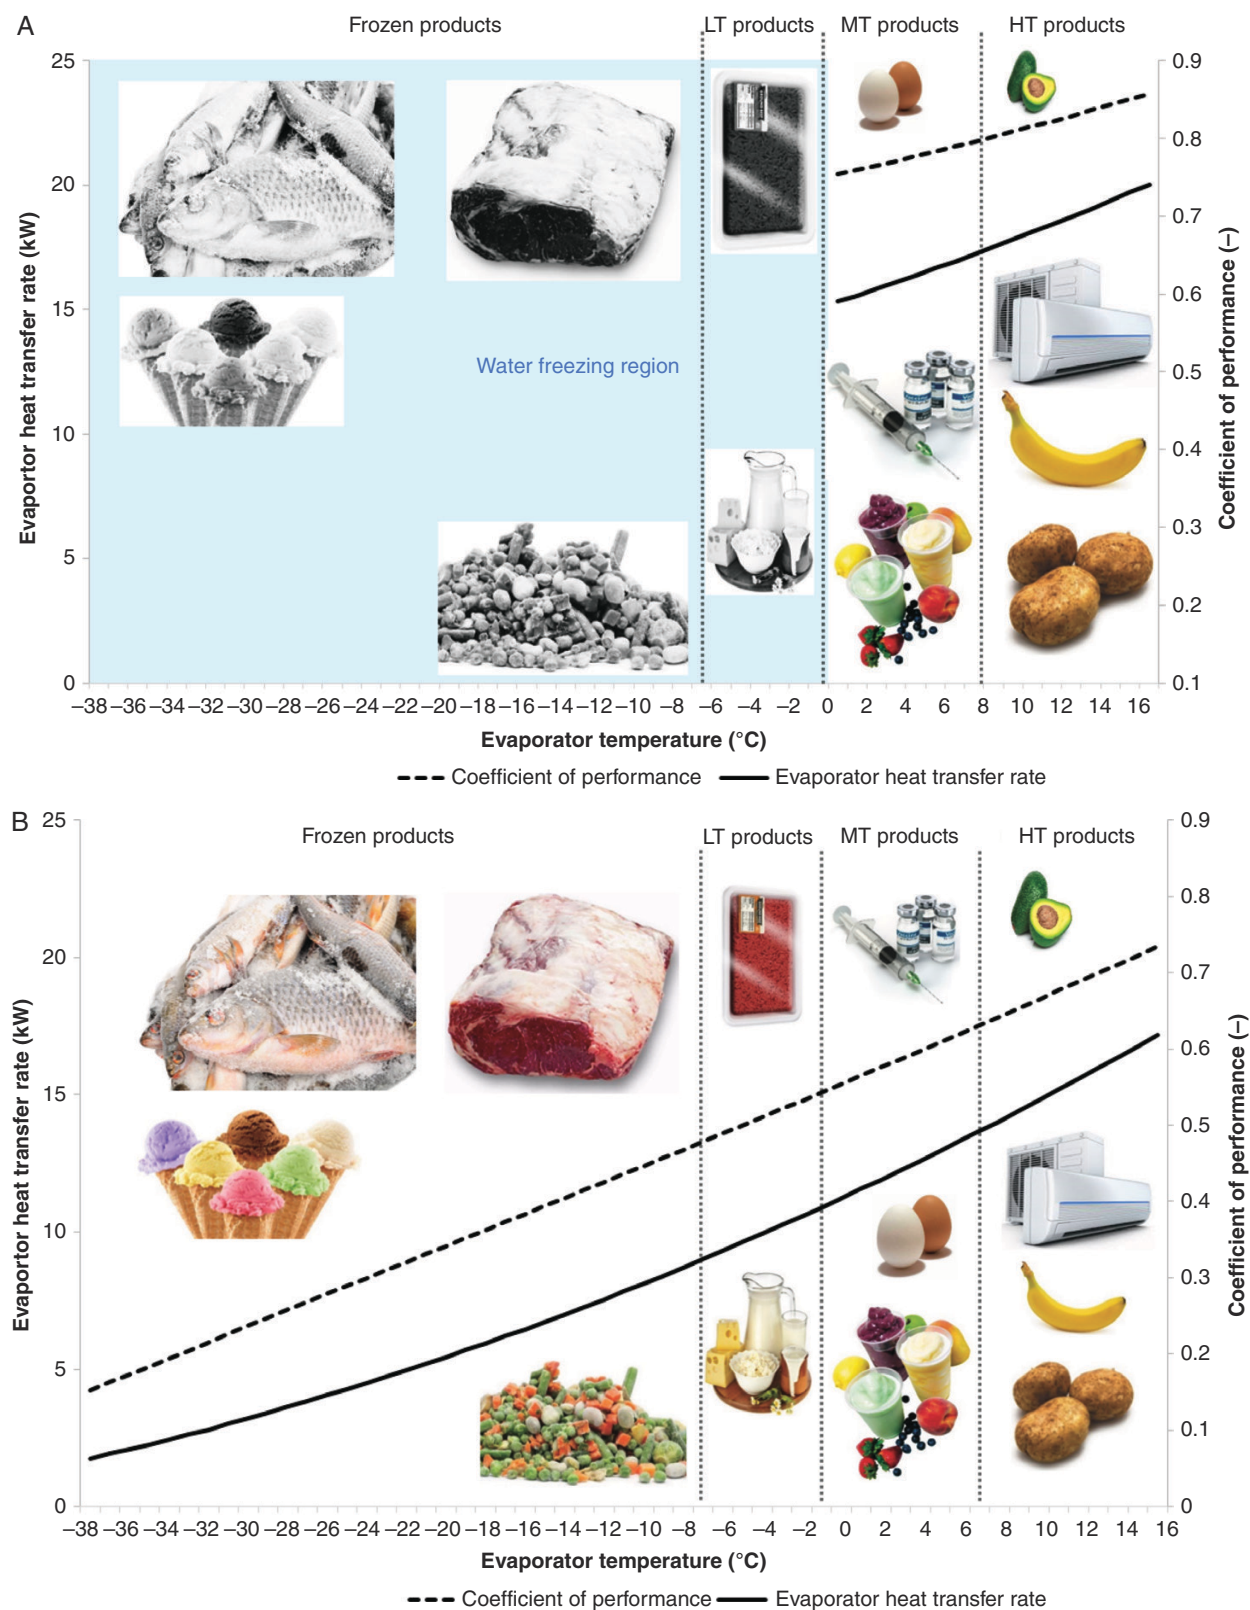 A
Frozen products LT products MT products HT products
25 0.9
0.8
20
0.7
15 0.6
Water freezing region
0.5
10 0.4
0.3
5
0.2
0 0.1
Evaportor heat transfer rate (kW)
Coefficient of performance (–)
–38 –36 –34 –32 –30 –28 –26 –24 –22 –20 –18 –16 –14 –12 –10 –8 –6 –4 –2 0 2 4 6 8 10 12 14 16
Evaporator temperature (°C)
Coefficient of performance Evaporator heat transfer rate
B
25 0.9
Frozen products LT products MT products HT products
0.8
20
0.7
0.6
15
0.5
10 0.4
0.3
5 0.2
0.1
0 0
Evaportor heat transfer rate (kW)
Coefficient of performance (–)
–38 –36 –34 –32 –30 –28 –26 –24 –22 –20 –18 –16 –14 –12 –10 –8 –6 –4 –2 0 2 4 6 8 10 12 14 16
Evaporator temperature (°C)
Coefficient of performance Evaporator heat transfer rate